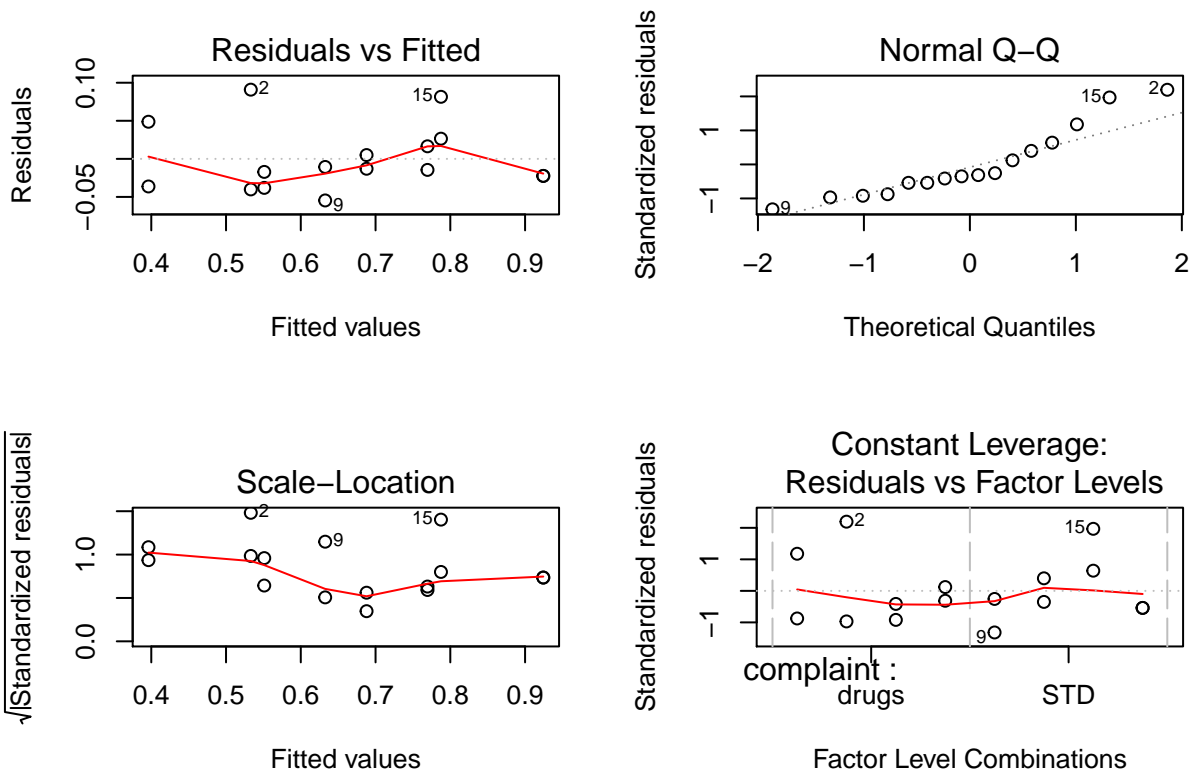 Residuals vs Fitted
Residuals
0.10
−0.05
2
15
9
0.4 0.5 0.6 0.7 0.8 0.9
Fitted values
Normal Q−Q
Standardized residuals
1
−1
15
2
9
−2 −1 0 1 2
Theoretical Quantiles
Scale−Location
√|Standardized residuals|
1.0
0.0
2
9
15
0.4 0.5 0.6 0.7 0.8 0.9
Fitted values
Constant Leverage:
Residuals vs Factor Levels
Standardized residuals
1
−1
2
15
9
complaint :
drugs STD
Factor Level Combinations